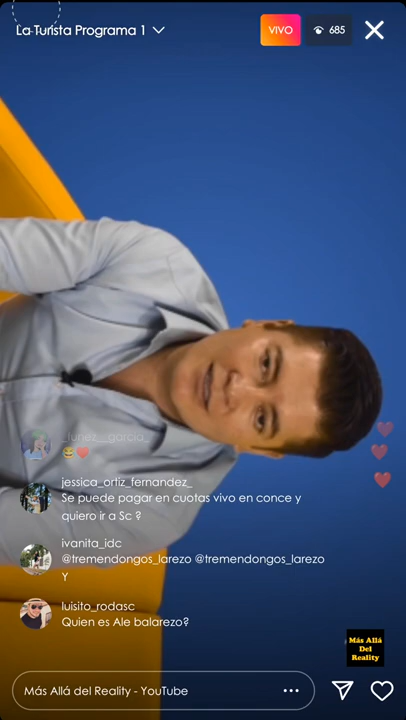 La Turista Programa 1
VIVO
685
_funez__garcia_
😂❤️
jessica_ortiz_fernandez_
Se puede pagar en cuotas vivo en conce y
quiero ir a Sc ?
ivanita_idc
@tremendongos_larezo @tremendongos_larezo
Y
luisito_rodasc
Quien es Ale balarezo?
Más Allá
Del
Reality
Más Allá del Reality - YouTube